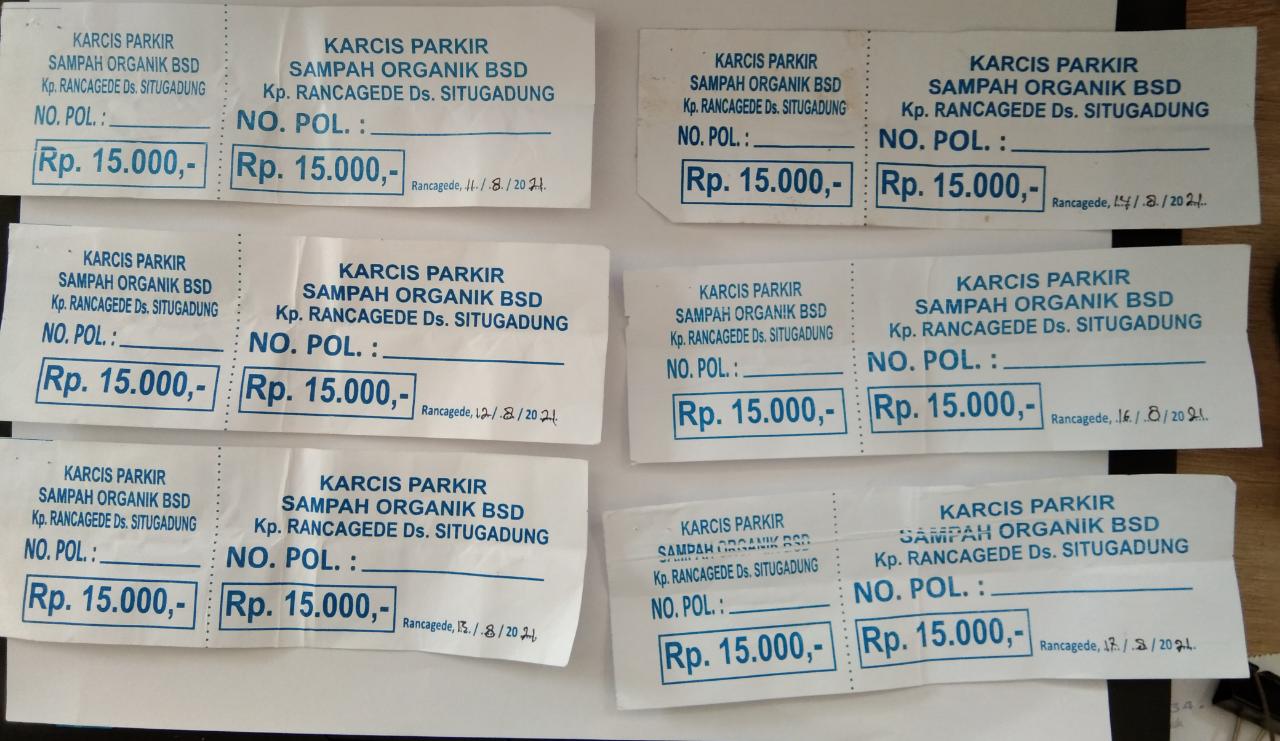 KARCIS PARKIR
SAMPAH ORGANIK BSD
Kp. RANCAGEDE Ds. SITUGADUNG
NO. POL. :
Rp. 15.000,-
KARCIS PARKIR
SAMPAH ORGANIK BSD
Kp. RANCAGEDE Ds. SITUGADUNG
NO. POL. :
Rp. 15.000,-
Rancagede, 11/8/2021.
KARCIS PARKIR
SAMPAH ORGANIK BSD
Kp. RANCAGEDE Ds. SITUGADUNG
NO. POL. :
Rp. 15.000,-
KARCIS PARKIR
SAMPAH ORGANIK BSD
Kp. RANCAGEDE Ds. SITUGADUNG
NO. POL. :
Rp. 15.000,-
Rancagede, 12/8/2021.
KARCIS PARKIR
SAMPAH ORGANIK BSD
Kp. RANCAGEDE Ds. SITUGADUNG
NO. POL. :
Rp. 15.000,-
KARCIS PARKIR
SAMPAH ORGANIK BSD
Kp. RANCAGEDE Ds. SITUGADUNG
NO. POL. :
Rp. 15.000,-
Rancagede, 13/8/2021
KARCIS PARKIR
SAMPAH ORGANIK BSD
Kp. RANCAGEDE Ds. SITUGADUNG
NO. POL. :
Rp. 15.000,-
KARCIS PARKIR
SAMPAH ORGANIK BSD
Kp. RANCAGEDE Ds. SITUGADUNG
NO. POL. :
Rp. 15.000,-
Rancagede, 14/8/2021.
KARCIS PARKIR
SAMPAH ORGANIK BSD
Kp. RANCAGEDE Ds. SITUGADUNG
NO. POL. :
Rp. 15.000,-
KARCIS PARKIR
SAMPAH ORGANIK BSD
Kp. RANCAGEDE Ds. SITUGADUNG
NO. POL. :
Rp. 15.000,-
Rancagede, 16/8/2021.
KARCIS PARKIR
SAMPAH ORGANIK BSD
Kp. RANCAGEDE Ds. SITUGADUNG
NO. POL. :
Rp. 15.000,-
KARCIS PARKIR
SAMPAH ORGANIK BSD
Kp. RANCAGEDE Ds. SITUGADUNG
NO. POL. :
Rp. 15.000,-
Rancagede, 17/8/2021.